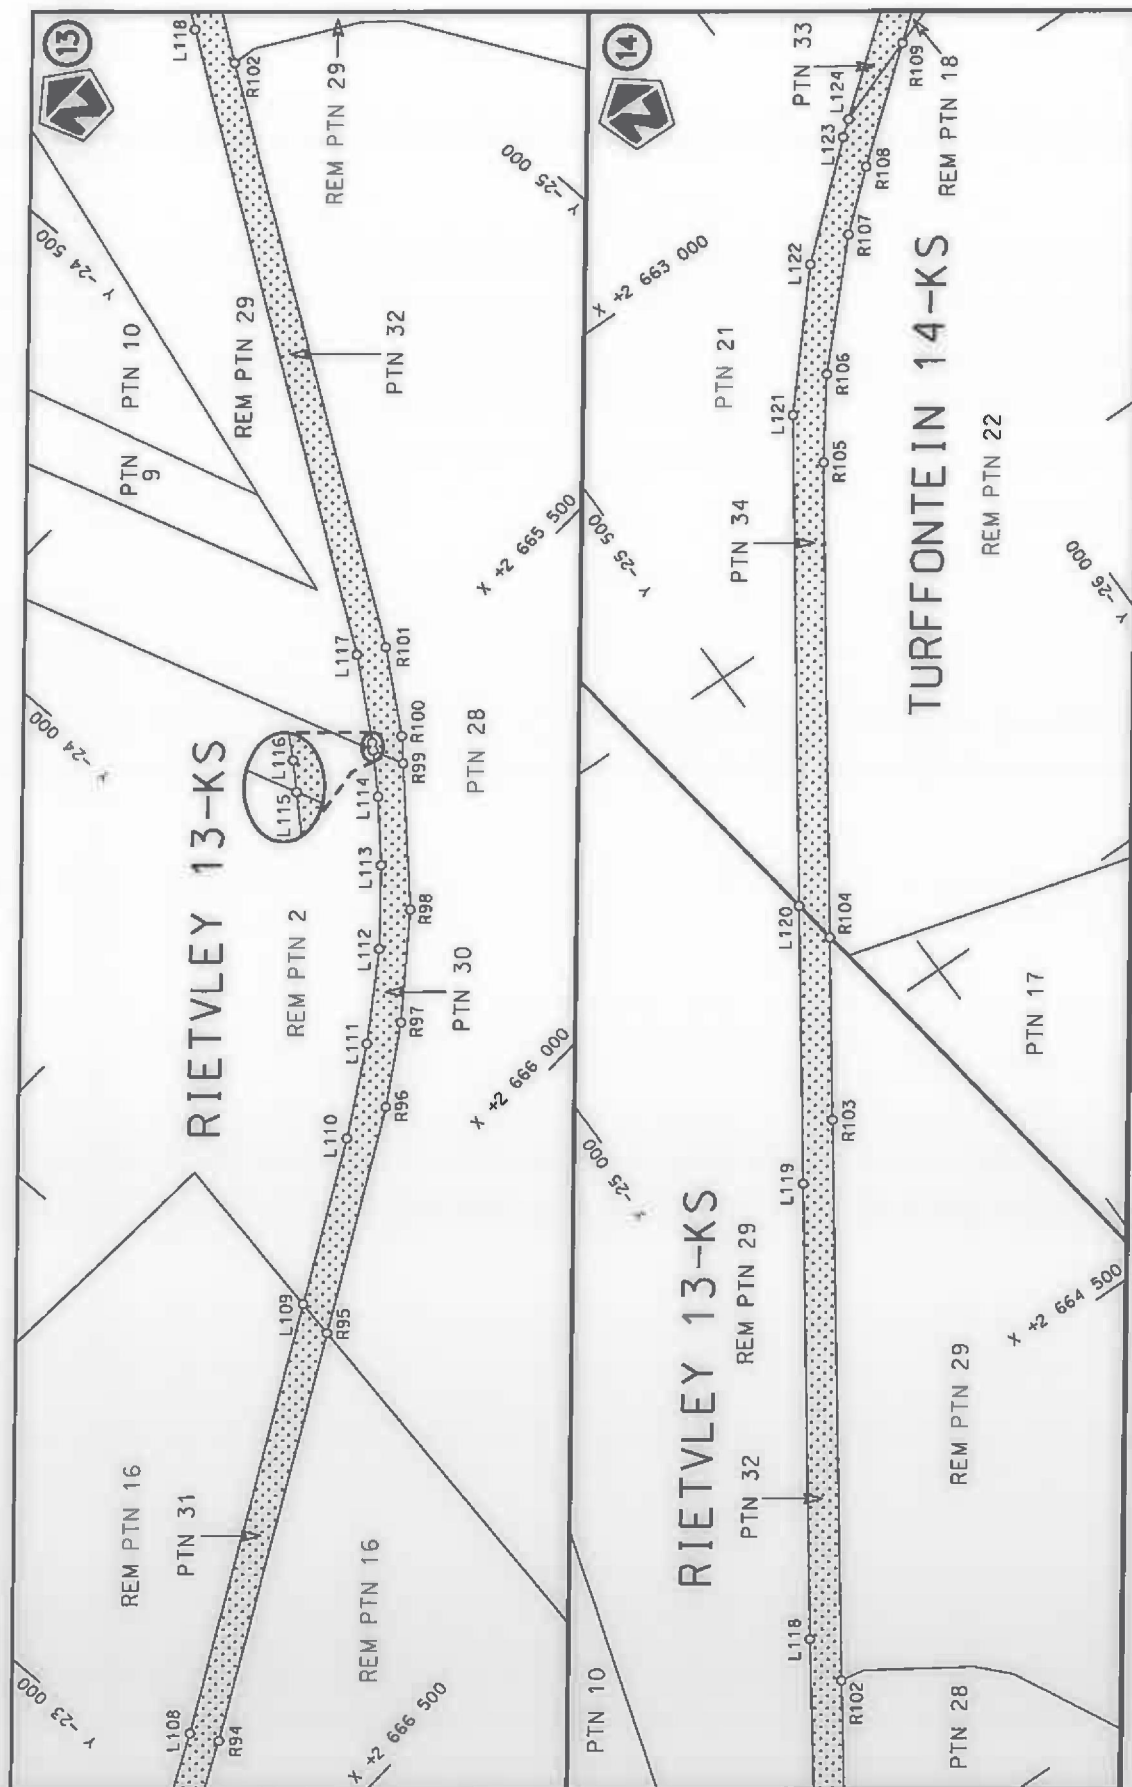 13
L118
R102
REM PTN 29
Y -25 000
Y -24 500
PTN 10
REM PTN 29
PTN 32
PTN
9
X +2 665 500
L117
R101
-24 000
L116
L115
R100
R99
L114
PTN 28
RIETVLEY 13-KS
L113
R98
REM PTN 2
L112
PTN 30
R97
L111
X +2 666 000
R96
L110
L109
R95
REM PTN 16
PTN 31
REM PTN 16
Y -23 000
L108
R94
X +2 666 500
14
PTN 33
R109
REM PTN 18
L124
L123
R108
R107
L122
X +2 663 000
PTN 21
R106
L121
R105
TURFFONTEIN 14-KS
REM PTN 22
PTN 34
Y -25 500
Y -26 000
L120
R104
PTN 17
R103
L119
-25 000
RIETVLEY 13-KS
REM PTN 29
X +2 664 500
REM PTN 29
PTN 32
L118
R102
PTN 10
PTN 28